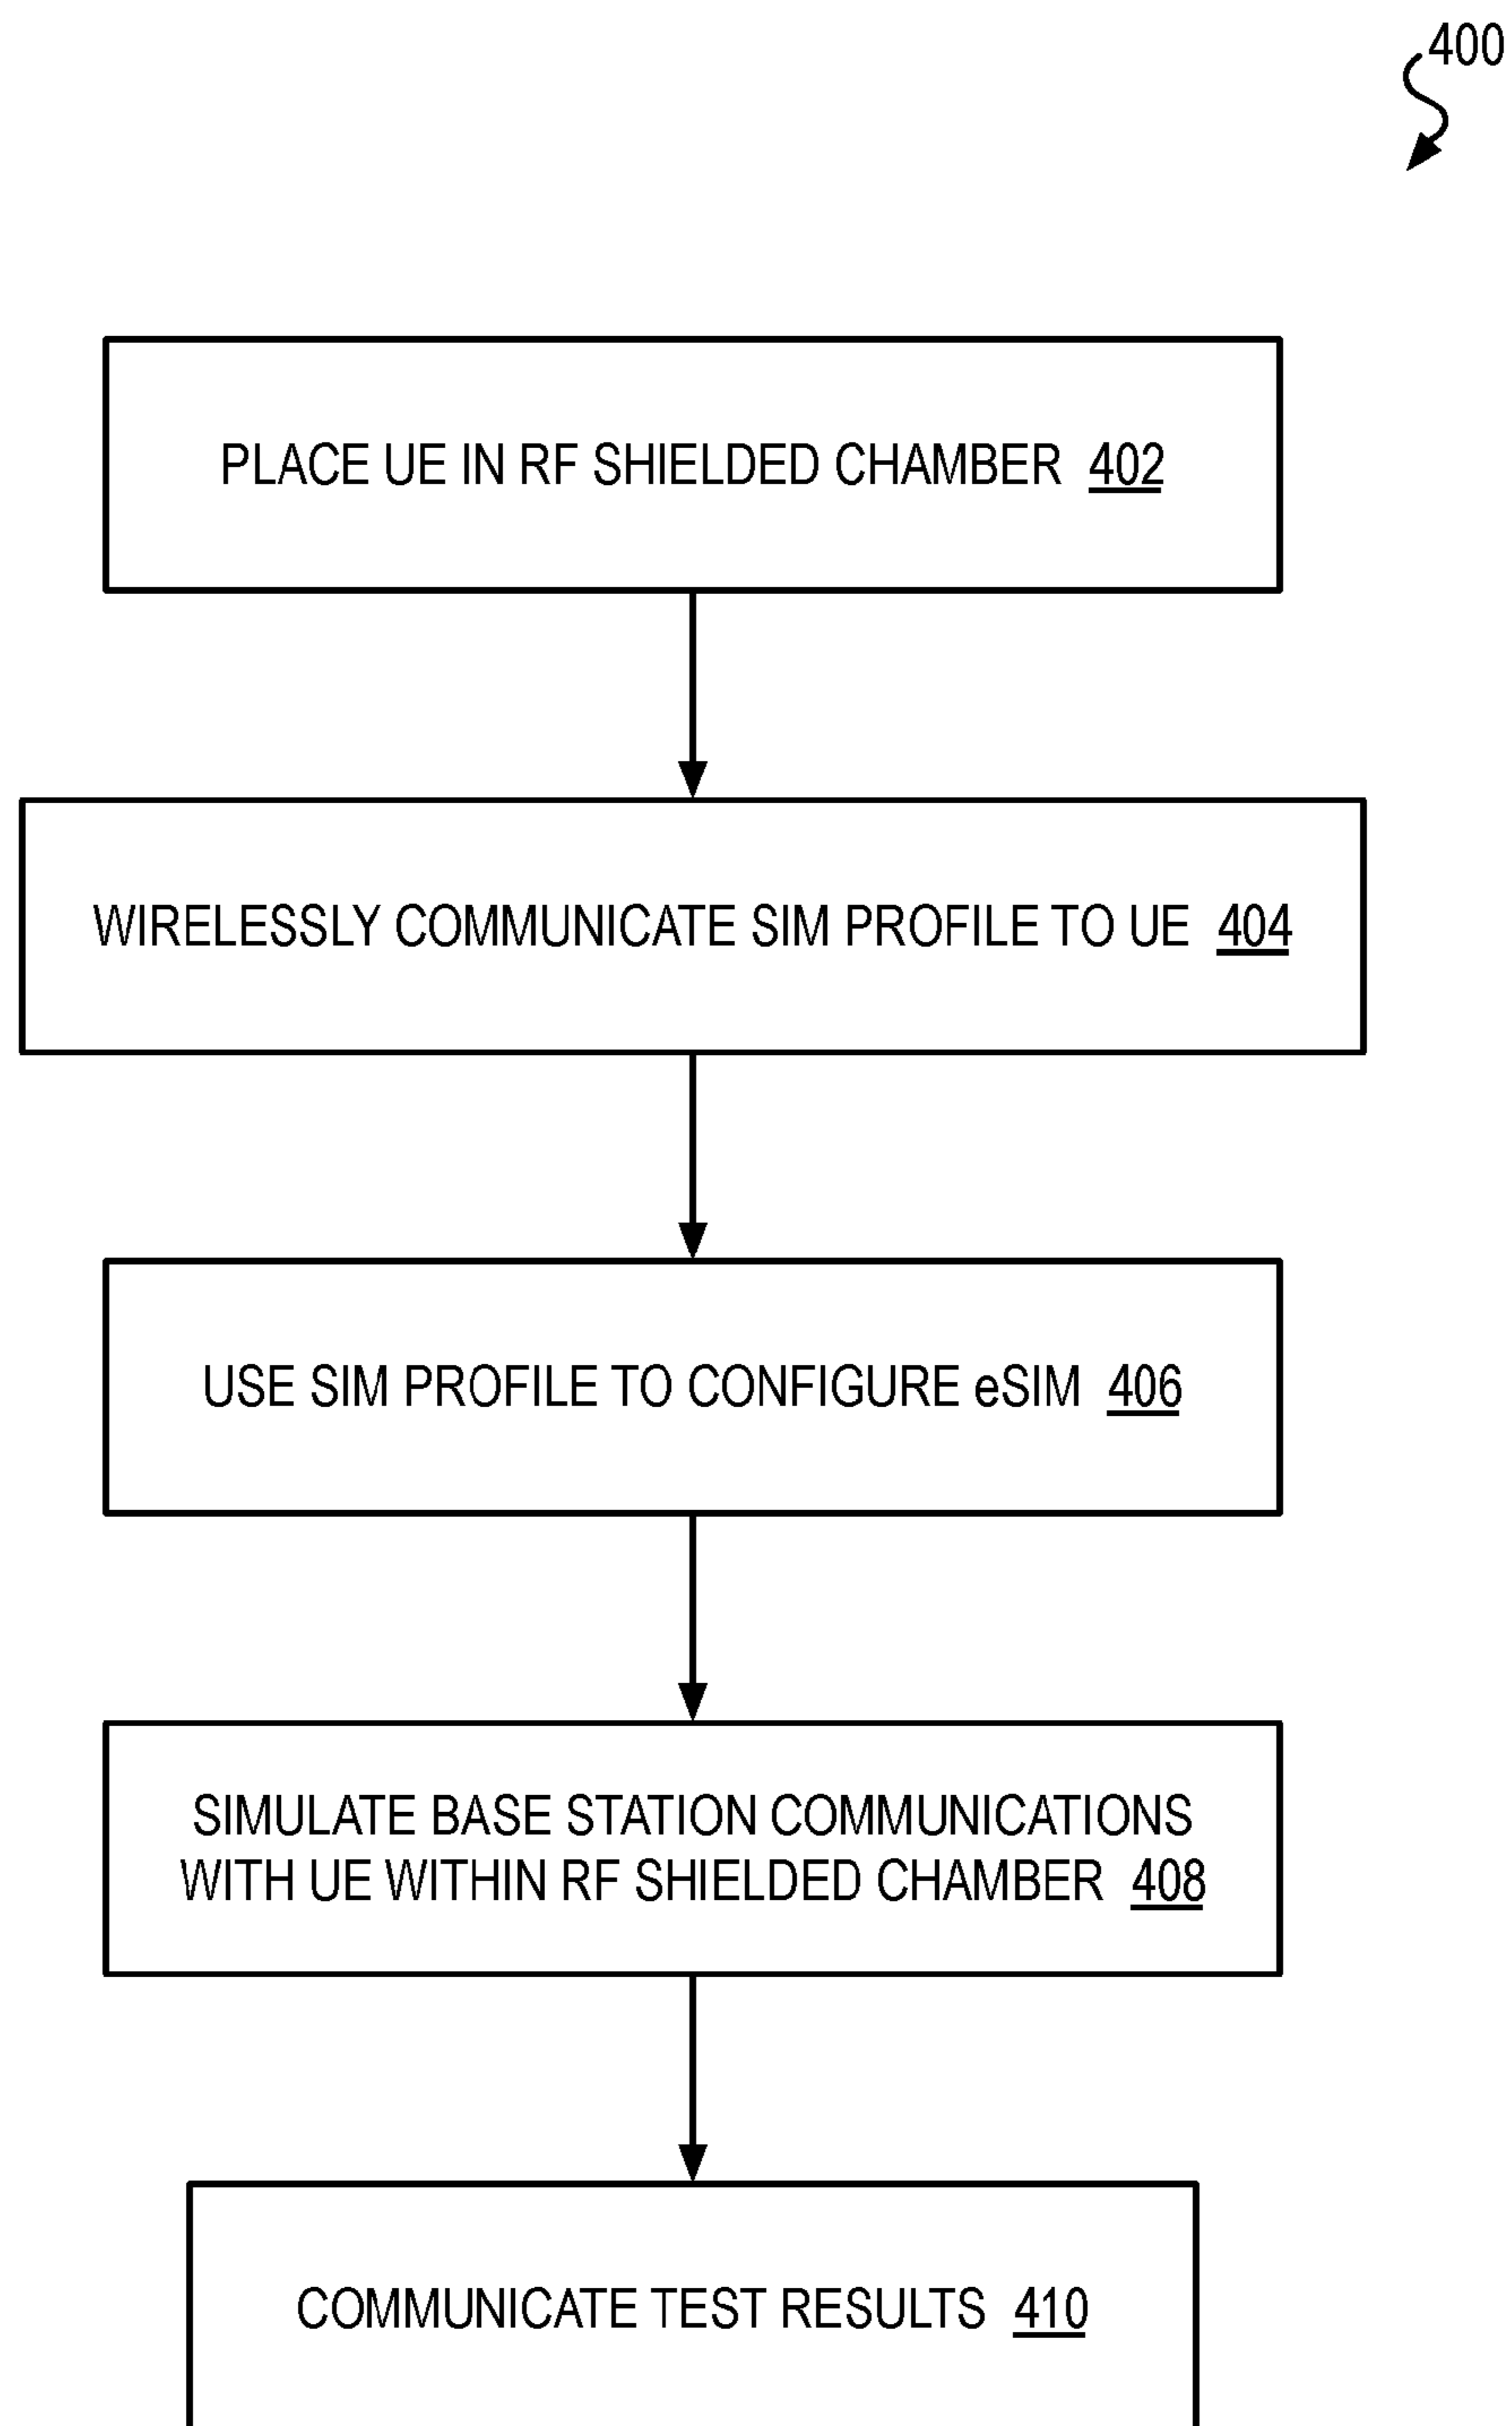 400
PLACE UE IN RF SHIELDED CHAMBER 402
WIRELESSLY COMMUNICATE SIM PROFILE TO UE 404
USE SIM PROFILE TO CONFIGURE eSIM 406
SIMULATE BASE STATION COMMUNICATIONS
WITH UE WITHIN RF SHIELDED CHAMBER 408
COMMUNICATE TEST RESULTS 410